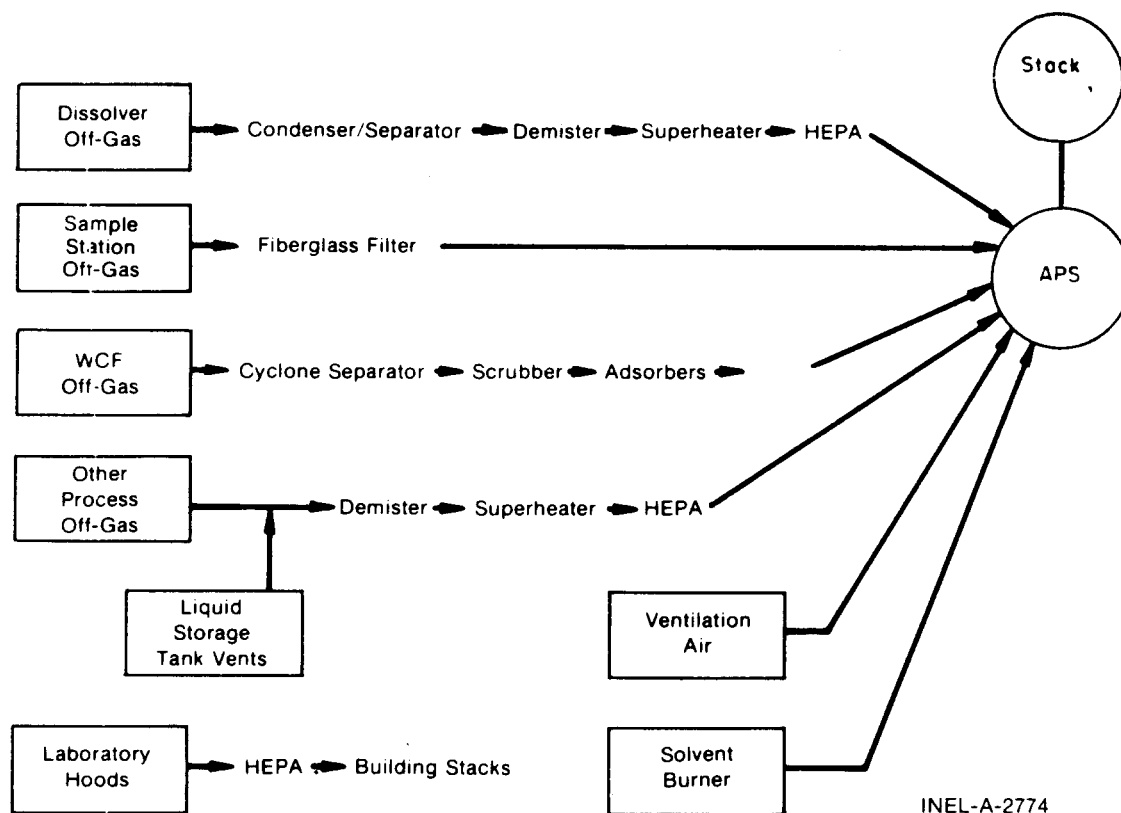 Stack
Dissolver
Off-Gas
Condenser/Separator
Demister
Superheater
HEPA
Sample
Station
Off-Gas
Fiberglass Filter
APS
WCF
Off-Gas
Cyclone Separator
Scrubber
Adsorbers
Other
Process
Off-Gas
Demister
Superheater
HEPA
Liquid
Storage
Tank Vents
Ventilation
Air
Laboratory
Hoods
HEPA
Building Stacks
Solvent
Burner
INEL-A-2774